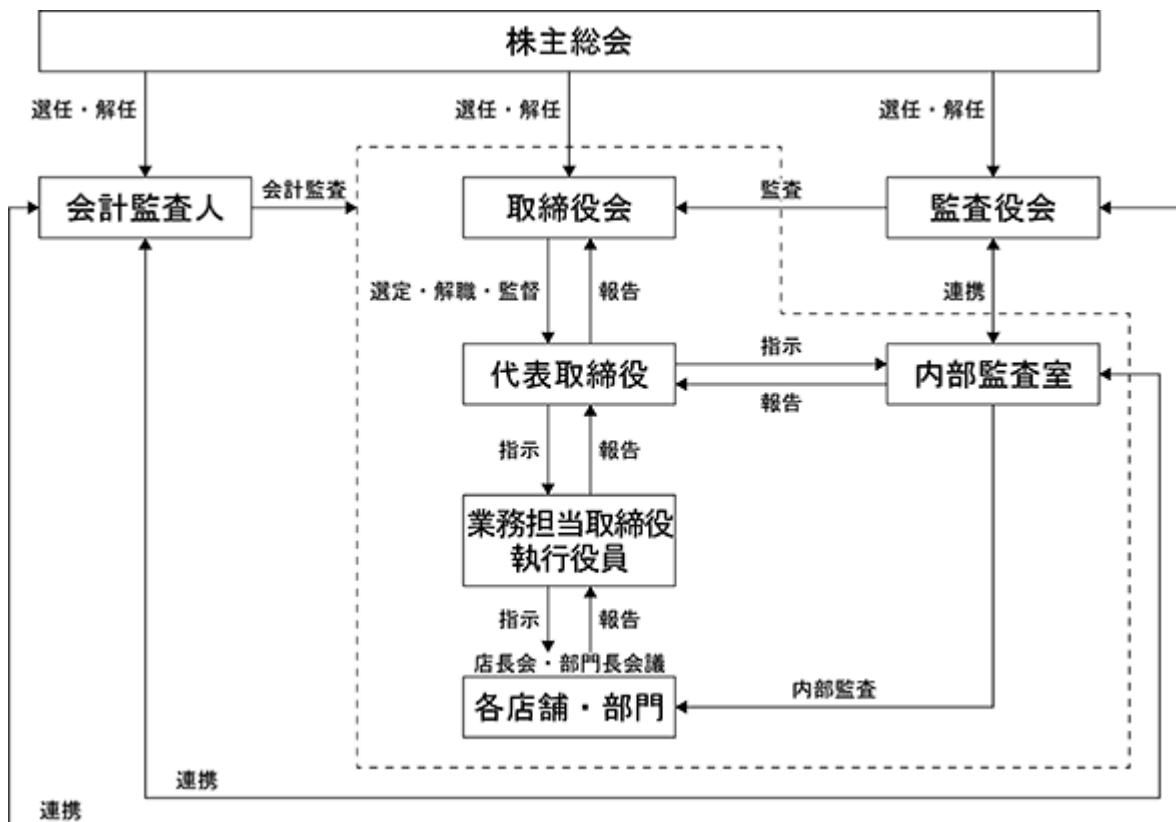 株主総会
選任・解任
選任・解任
選任・解任
会計監査人
会計監査
取締役会
監査
監査役会
選定・解職・監督
報告
連携
代表取締役
指示
報告
内部監査室
指示
報告
業務担当取締役
執行役員
指示
報告
店長会・部門長会議
各店舗・部門
内部監査
連携
連携